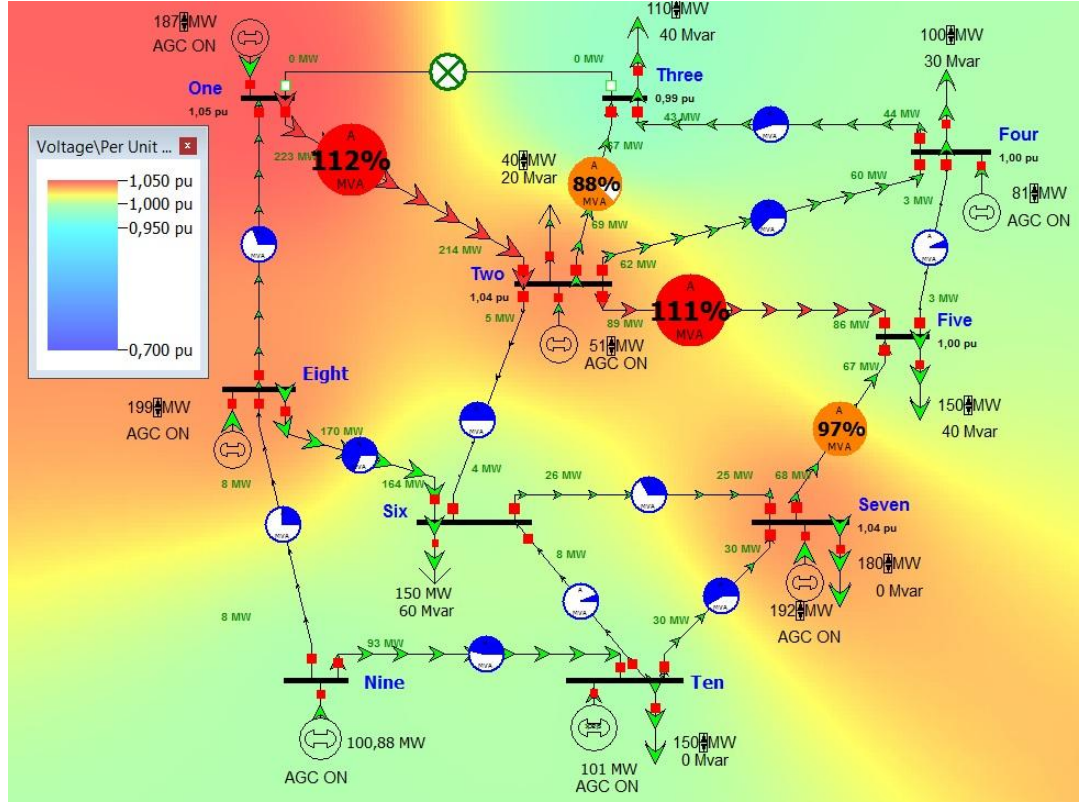 187 MW
AGC ON
0 MW
0 MW
110 MW
40 Mvar
100 MW
30 Mvar
One
1,05 pu
Three
0,99 pu
43 MW
44 MW
Four
1,00 pu
Voltage\Per Unit ... x
1,050 pu
1,000 pu
0,950 pu
0,700 pu
223 MW
A
112%
MVA
40 MW
20 Mvar
67 MW
88%
MVA
69 MW
60 MW
3 MW
81 MW
AGC ON
214 MW
62 MW
Two
1,04 pu
5 MW
89 MW
A
111%
MVA
86 MW
3 MW
Five
1,00 pu
51 MW
AGC ON
67 MW
Eight
199 MW
AGC ON
150 MW
40 Mvar
A
97%
MVA
170 MW
164 MW
8 MW
4 MW
26 MW
25 MW
68 MW
Six
Seven
1,04 pu
8 MW
30 MW
150 MW
60 Mvar
180 MW
0 Mvar
192 MW
AGC ON
8 MW
30 MW
93 MW
Nine
Ten
100,88 MW
AGC ON
150 MW
0 Mvar
101 MW
AGC ON